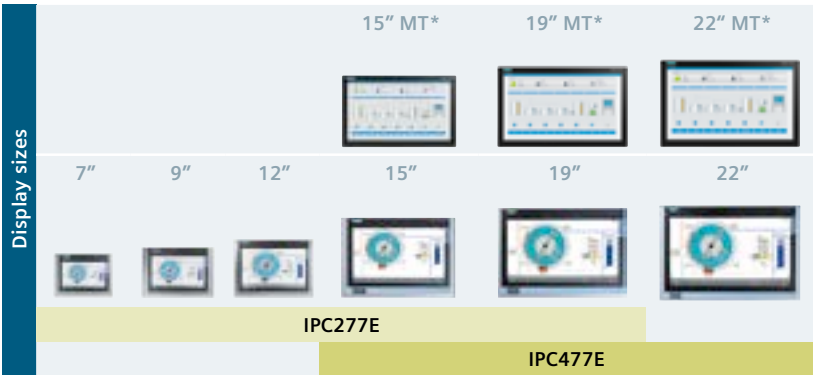 Display sizes
15" MT* 19" MT* 22" MT*
7" 9" 12" 15" 19" 22"
IPC277E
IPC477E